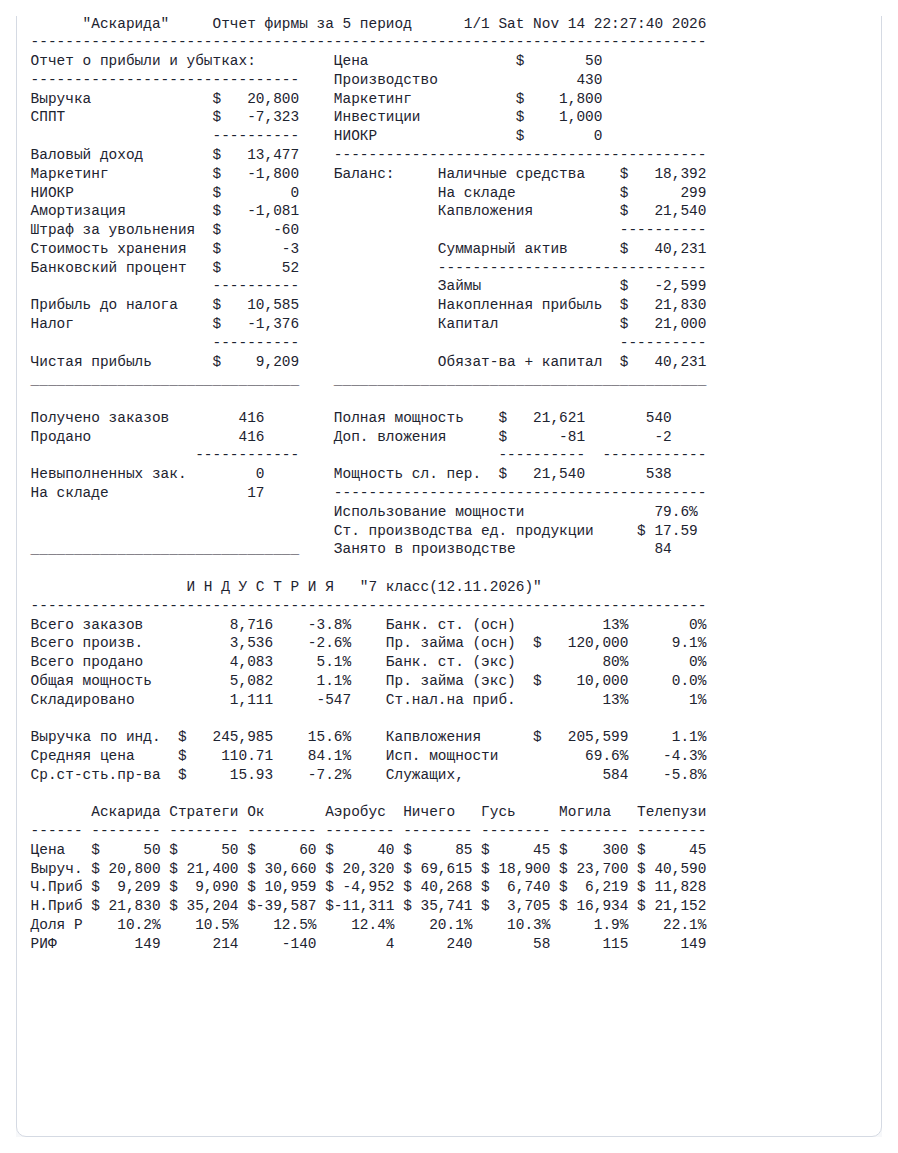 "Аскарида"     Отчет фирмы за 5 период      1/1 Sat Nov 14 22:27:40 2026
------------------------------------------------------------------------------
Отчет о прибыли и убытках:         Цена                 $       50
-------------------------------    Производство                430
Выручка              $   20,800    Маркетинг            $    1,800
СППТ                 $   -7,323    Инвестиции           $    1,000
                     ----------    НИОКР                $        0
Валовый доход        $   13,477    -------------------------------------------
Маркетинг            $   -1,800    Баланс:     Наличные средства    $   18,392
НИОКР                $        0                На складе            $      299
Амортизация          $   -1,081                Капвложения          $   21,540
Штраф за увольнения  $      -60                                     ----------
Стоимость хранения   $       -3                Суммарный актив      $   40,231
Банковский процент   $       52                -------------------------------
                     ----------                Займы                $   -2,599
Прибыль до налога    $   10,585                Накопленная прибыль  $   21,830
Налог                $   -1,376                Капитал              $   21,000
                     ----------                                     ----------
Чистая прибыль       $    9,209                Обязат-ва + капитал  $   40,231
_______________________________    ___________________________________________
Получено заказов        416        Полная мощность    $   21,621       540
Продано                 416        Доп. вложения      $      -81        -2
                   ------------                       ----------  ------------
Невыполненных зак.        0        Мощность сл. пер.  $   21,540       538
На складе                17        -------------------------------------------
                                   Использование мощности               79.6%
                                   Ст. производства ед. продукции     $ 17.59
_______________________________    Занято в производстве                84
                  И Н Д У С Т Р И Я   "7 класс(12.11.2026)"
------------------------------------------------------------------------------
Всего заказов          8,716    -3.8%    Банк. ст. (осн)          13%       0%
Всего произв.          3,536    -2.6%    Пр. займа (осн)  $   120,000     9.1%
Всего продано          4,083     5.1%    Банк. ст. (экс)          80%       0%
Общая мощность         5,082     1.1%    Пр. займа (экс)  $    10,000     0.0%
Складировано           1,111     -547    Ст.нал.на приб.          13%       1%
Выручка по инд.  $   245,985    15.6%    Капвложения      $   205,599     1.1%
Средняя цена     $    110.71    84.1%    Исп. мощности          69.6%    -4.3%
Ср.ст-сть.пр-ва  $     15.93    -7.2%    Служащих,                584    -5.8%
       Аскарида Стратеги Ок       Аэробус  Ничего   Гусь     Могила   Телепузи
------ -------- -------- -------- -------- -------- -------- -------- --------
Цена   $     50 $     50 $     60 $     40 $     85 $     45 $    300 $     45
Выруч. $ 20,800 $ 21,400 $ 30,660 $ 20,320 $ 69,615 $ 18,900 $ 23,700 $ 40,590
Ч.Приб $  9,209 $  9,090 $ 10,959 $ -4,952 $ 40,268 $  6,740 $  6,219 $ 11,828
Н.Приб $ 21,830 $ 35,204 $-39,587 $-11,311 $ 35,741 $  3,705 $ 16,934 $ 21,152
Доля Р    10.2%    10.5%    12.5%    12.4%    20.1%    10.3%     1.9%    22.1%
РИФ         149      214     -140        4      240       58      115      149